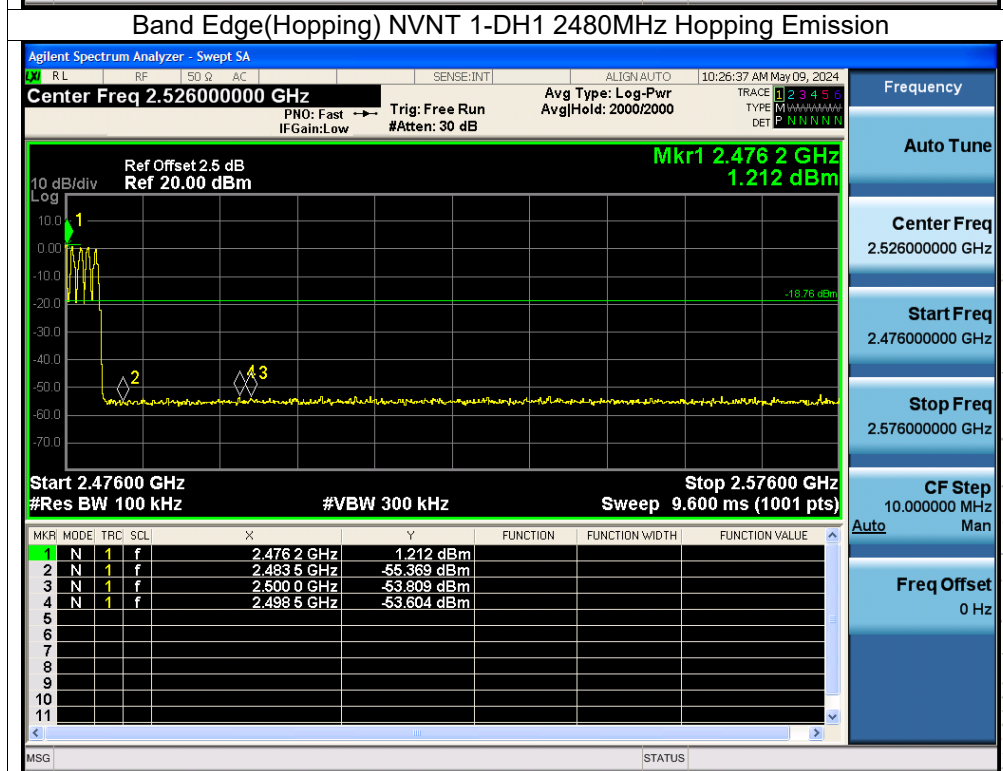 Band Edge(Hopping) NVNT 1-DH1 2480MHz Hopping Emission
Agilent Spectrum Analyzer - Swept SA
LXI RL RF 50 Ω AC SENSE:INT ALIGN AUTO 10:26:37 AM May 09, 2024
Center Freq 2.526000000 GHz
PNO: Fast
IFGain:Low
Trig: Free Run
#Atten: 30 dB
Avg Type: Log-Pwr
Avg|Hold: 2000/2000
TRACE 1 2 3 4 5 6
TYPE M WWWWW
DET P N N N N N
Mkr1 2.476 2 GHz
1.212 dBm
Ref Offset 2.5 dB
10 dB/div Ref 20.00 dBm
Log
10.0
0.00
-10.0
-20.0
-30.0
-40.0
-50.0
-60.0
-70.0
1
-18.76 dBm
2
4 3
Start 2.47600 GHz Stop 2.57600 GHz
#Res BW 100 kHz #VBW 300 kHz Sweep 9.600 ms (1001 pts)
MKR MODE TRC SCL X Y FUNCTION FUNCTION WIDTH FUNCTION VALUE
1 N 1 f 2.476 2 GHz 1.212 dBm
2 N 1 f 2.483 5 GHz -55.369 dBm
3 N 1 f 2.500 0 GHz -53.809 dBm
4 N 1 f 2.498 5 GHz -53.604 dBm
5
6
7
8
9
10
11
MSG STATUS
Frequency
Auto Tune
Center Freq
2.526000000 GHz
Start Freq
2.476000000 GHz
Stop Freq
2.576000000 GHz
CF Step
10.000000 MHz
Auto Man
Freq Offset
0 Hz